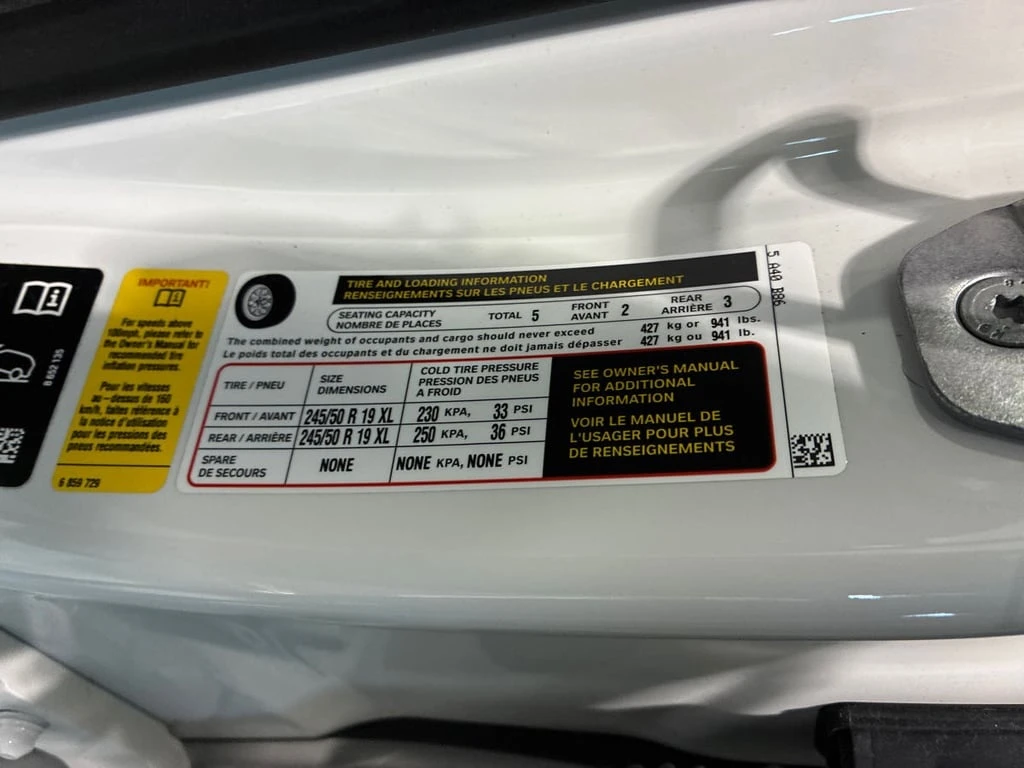 8 652 135
IMPORTANT!
For speeds above
100mph, please refer to
the Owner's Manual for
recommended tire
inflation pressures.
Pour les vitesses
au-dessus de 160
km/h, faites référence à
la notice d'utilisation
pour les pressions des
pneus recommandées.
6 859 729
TIRE AND LOADING INFORMATION
RENSEIGNEMENTS SUR LES PNEUS ET LE CHARGEMENT
SEATING CAPACITY
NOMBRE DE PLACES
TOTAL 5
FRONT
AVANT 2
REAR
ARRIÈRE 3
The combined weight of occupants and cargo should never exceed 427 kg or 941 lbs.
Le poids total des occupants et du chargement ne doit jamais dépasser 427 kg ou 941 lb.
TIRE / PNEU
SIZE
DIMENSIONS
COLD TIRE PRESSURE
PRESSION DES PNEUS
A FROID
FRONT / AVANT 245/50 R 19 XL 230 KPA, 33 PSI
REAR / ARRIÈRE 245/50 R 19 XL 250 KPA, 36 PSI
SPARE
DE SECOURS
NONE
NONE KPA, NONE PSI
SEE OWNER'S MANUAL
FOR ADDITIONAL
INFORMATION
VOIR LE MANUEL DE
L'USAGER POUR PLUS
DE RENSEIGNEMENTS
5 A40 B86